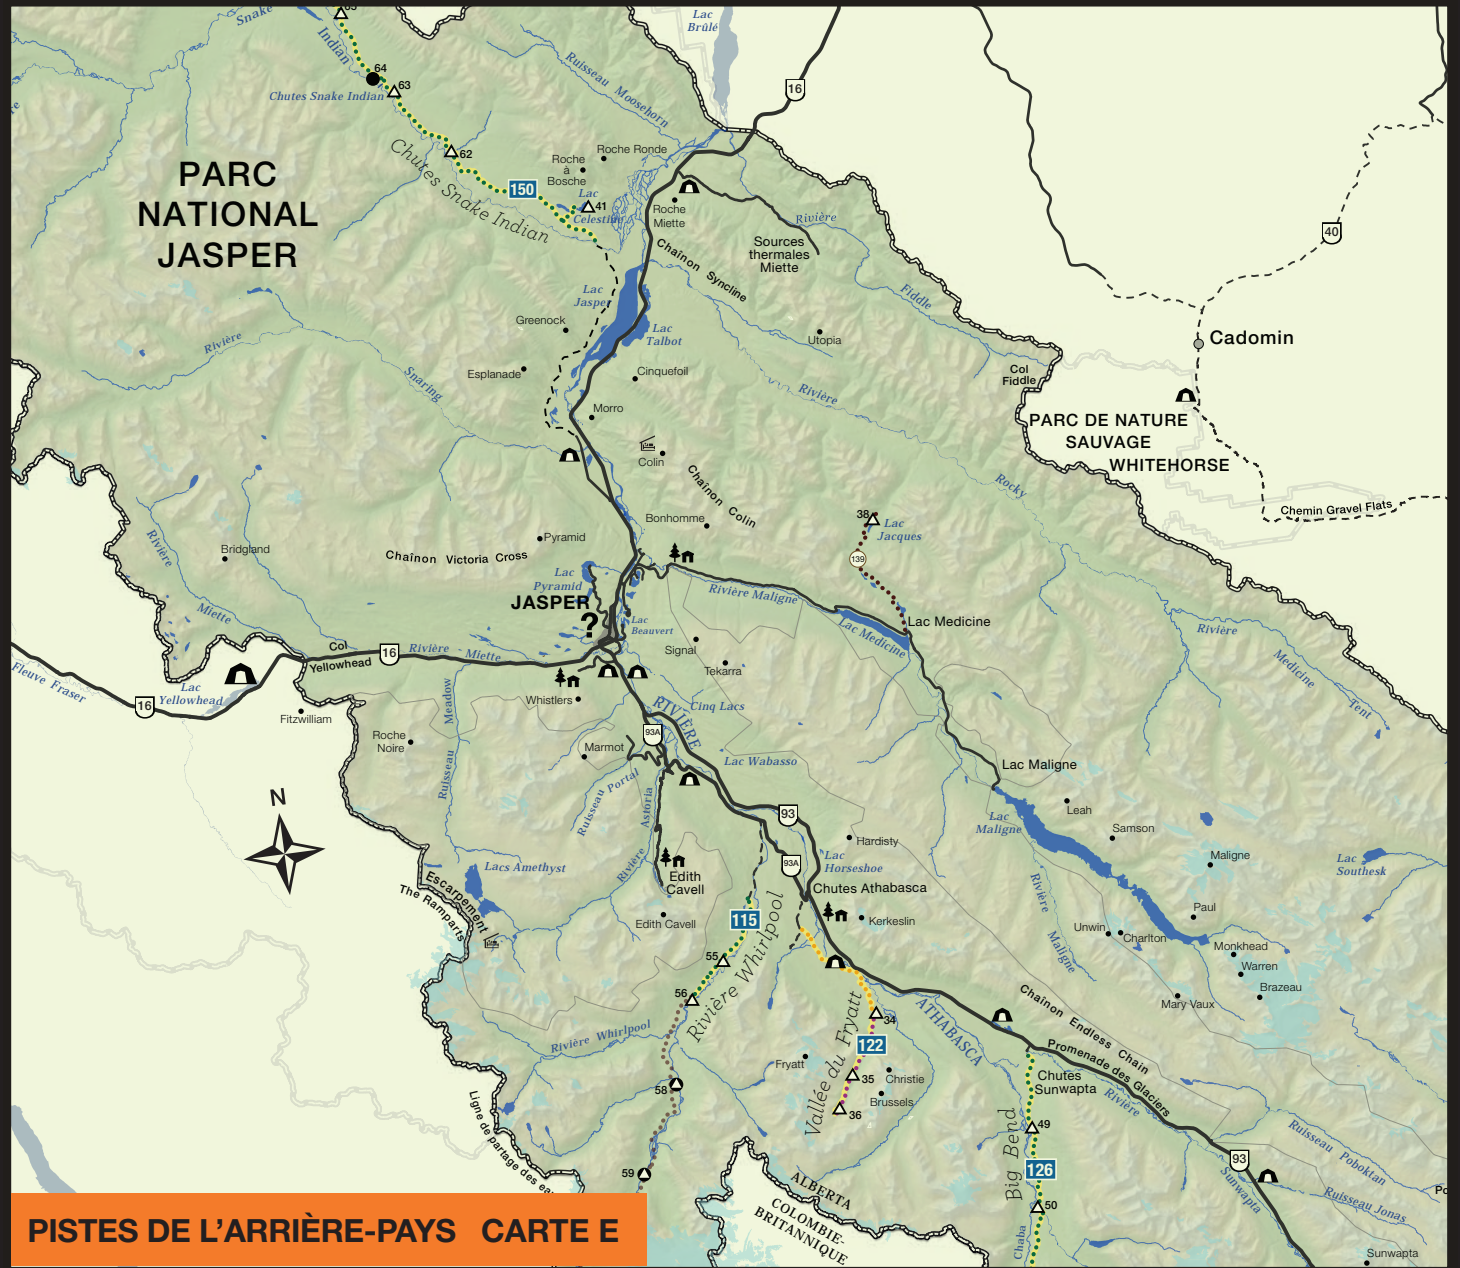 65
Snake
Indian
Lac
Brûlé
64
63
Chutes Snake Indian
Ruisseau Moosehorn
16
62
Chutes Snake Indian
Roche Ronde
Roche
à
Bosche
150
Lac
Celestine
41
PARC
NATIONAL
JASPER
Roche
Miette
Rivière
Fiddle
Sources
thermales
Miette
40
Chaînon Syncline
Lac
Jasper
Greenock
Lac
Talbot
Utopia
Cadomin
Rivière
Snaring
Esplanade
Cinquefoil
Col
Fiddle
Morro
Rivière
Rocky
PARC DE NATURE
SAUVAGE
WHITEHORSE
Colin
Chaînon Colin
Chemin Gravel Flats
Bonhomme
38
Lac
Jacques
139
Rivière
Miette
Bridgland
Chaînon Victoria Cross
Pyramid
Lac
Pyramid
JASPER
?
Lac
Beauvert
Rivière Maligne
Lac Medicine
Lac Medicine
Rivière
Medicine
Tent
Signal
Tekarra
Col
Yellowhead
16
Rivière Miette
Fleuve Fraser
16
Lac
Yellowhead
Fitzwilliam
Whistlers
Cinq Lacs
RIVIÈRE
93A
Roche
Noire
Marmot
Ruisseau Meadow
Ruisseau Portal
Lac Wabasso
Lac Maligne
N
Astoria
Rivière
93
Leah
Lac
Maligne
Samson
Hardisty
93A
Lac
Horseshoe
Maligne
Lac
Southesk
Lacs Amethyst
Escarpement
The Ramparts
Edith
Cavell
Chutes Athabasca
Edith Cavell
115
Kerkeslin
Rivière
Maligne
Paul
Unwin
Charlton
Monkhead
Warren
Brazeau
Mary Vaux
55
56
Rivière Whirlpool
Chaînon Endless Chain
34
ATHABASCA
Rivière Whirlpool
122
Vallée du Fryatt
Fryatt
35
Christie
Brussels
36
Promenade des Glaciers
Chutes
Sunwapta
Rivière
58
Ligne de partage des eau
49
Big Bend
126
Ruisseau Poboktan
93
59
Sunwapta
Ruisseau Jonas
Po
ALBERTA
COLOMBIE-
BRITANNIQUE
50
Chaba
Sunwapta
PISTES DE L'ARRIÈRE-PAYS CARTE E